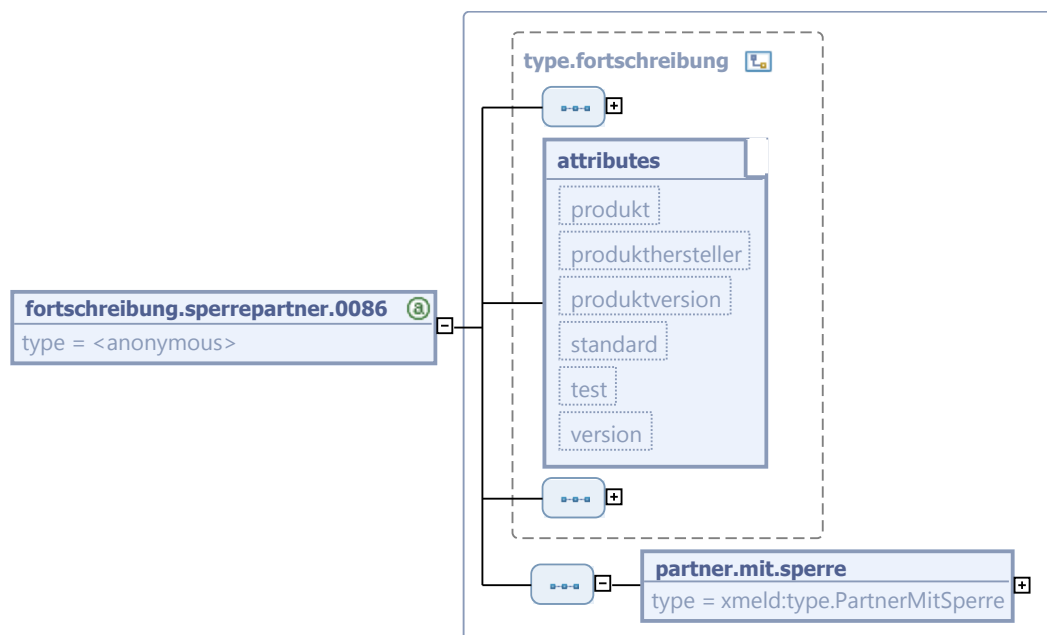 type.fortschreibung
attributes
produkt
produkthersteller
produktversion
fortschreibung.sperrepartner.0086 a
type = <anonymous>
standard
test
version
partner.mit.sperre
type = xmeld:type.PartnerMitSperre